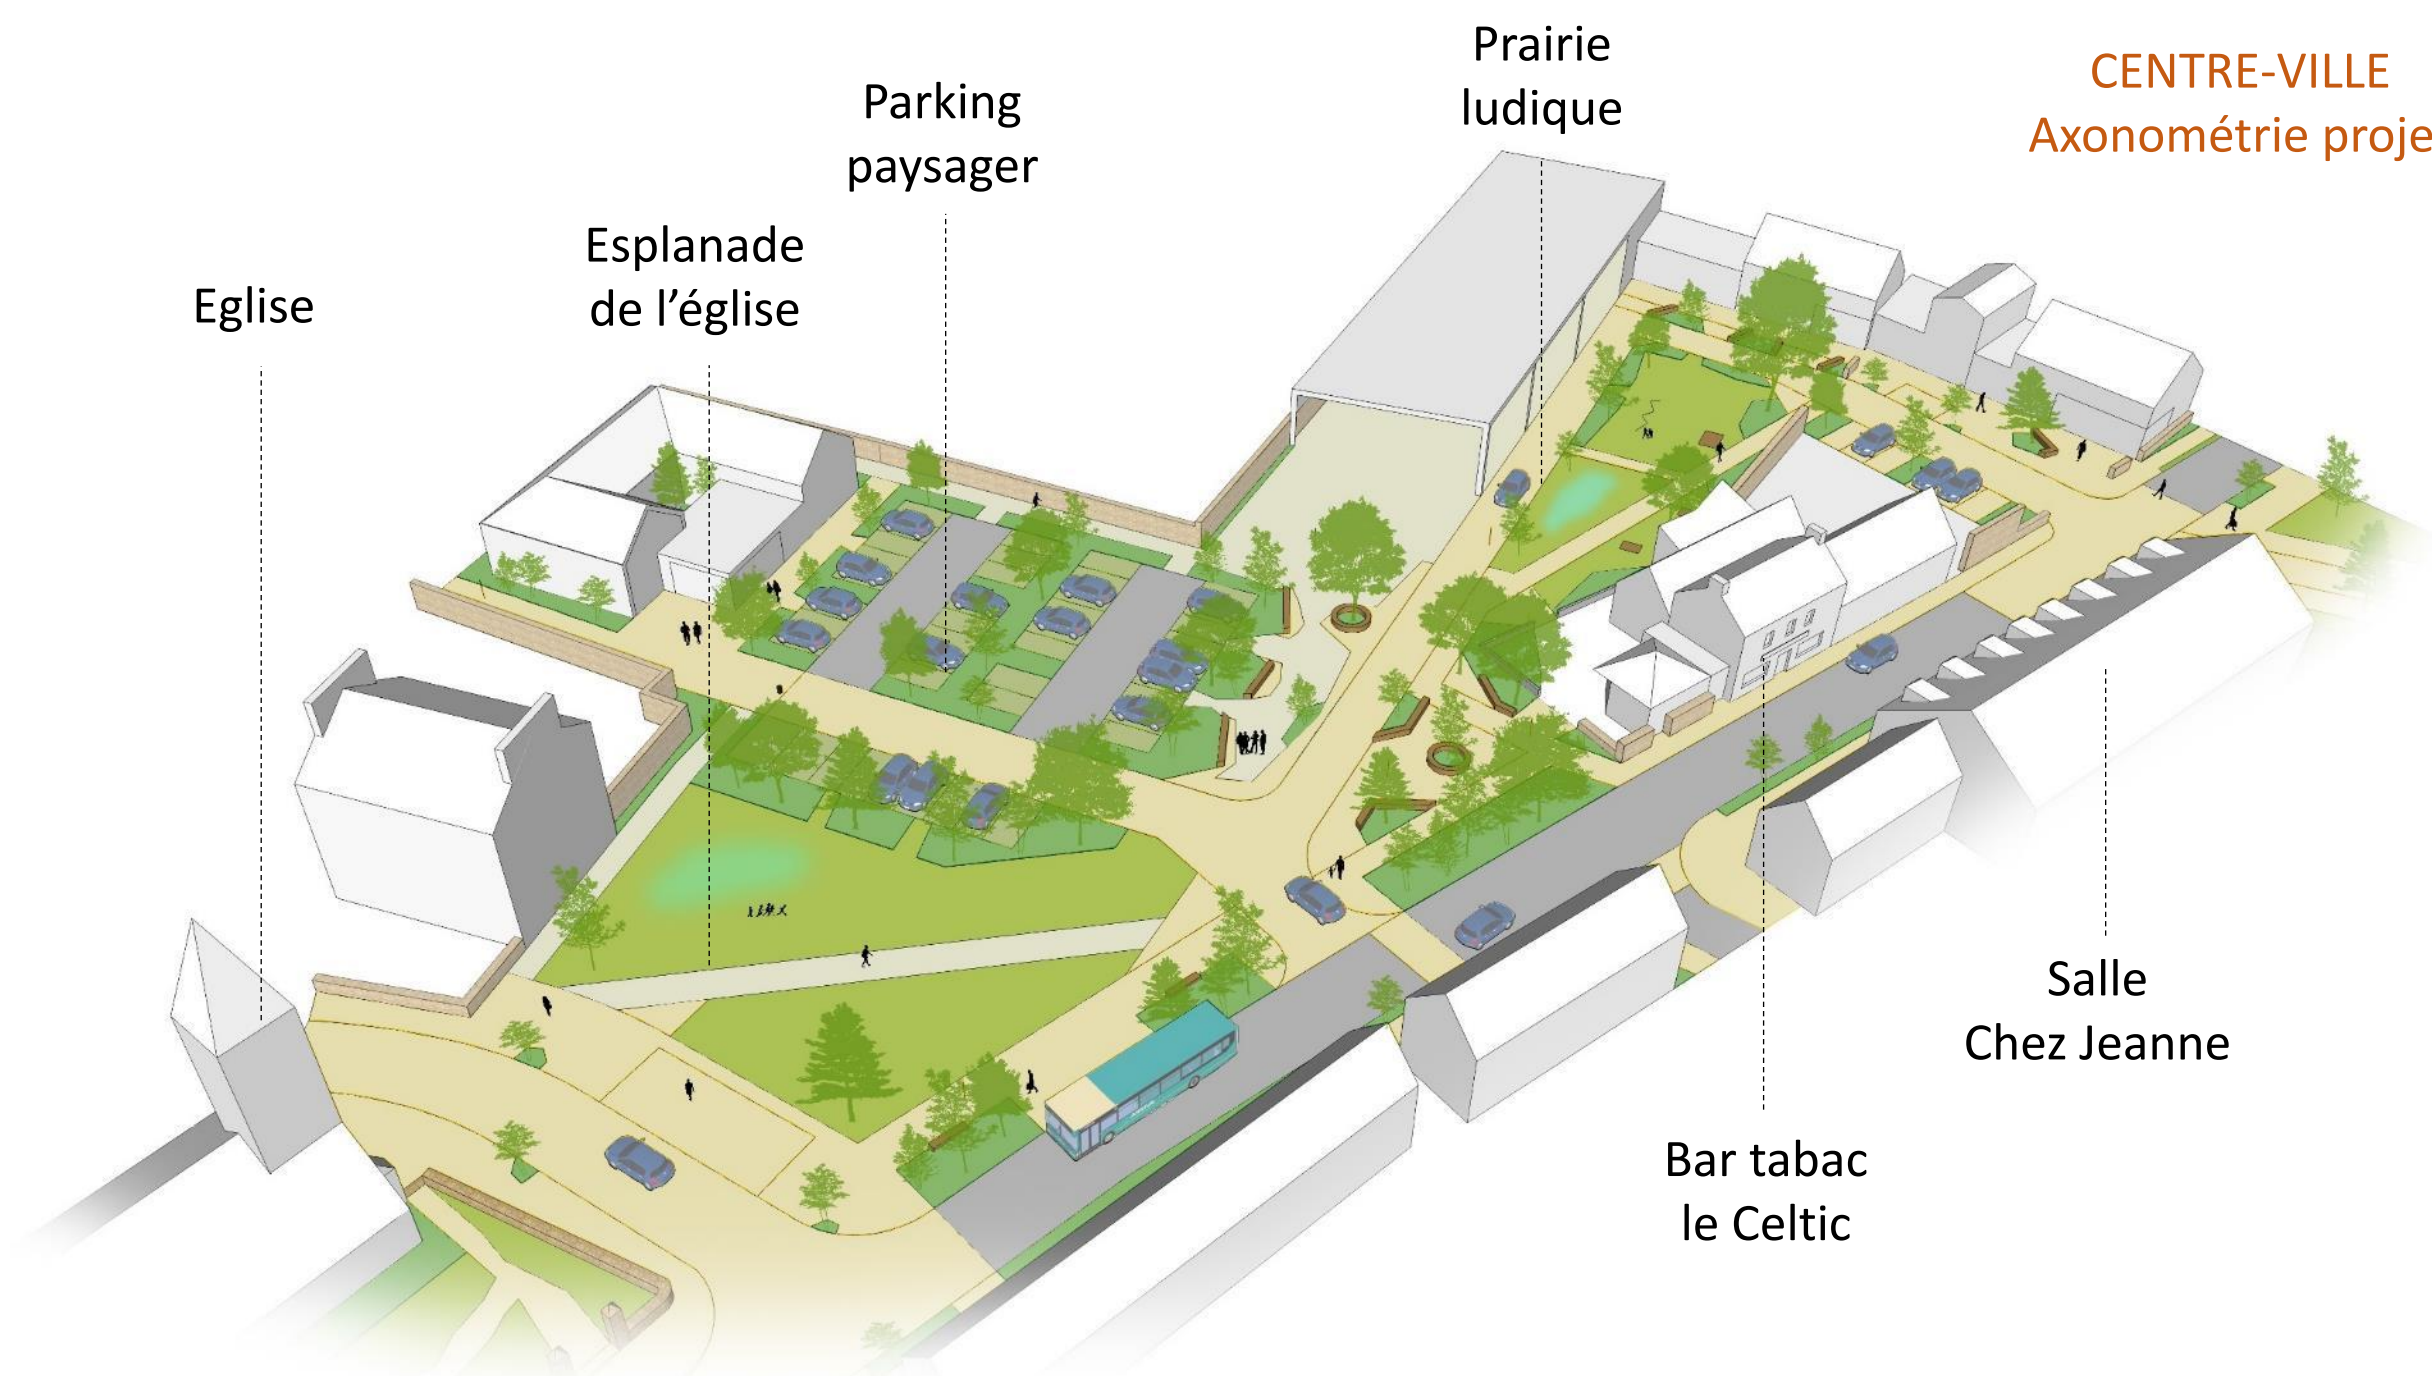 Prairie
ludique
CENTRE-VILLE
Axonométrie proje
Parking
paysager
Esplanade
de l’église
Eglise
Salle
Chez Jeanne
Bar tabac
le Celtic